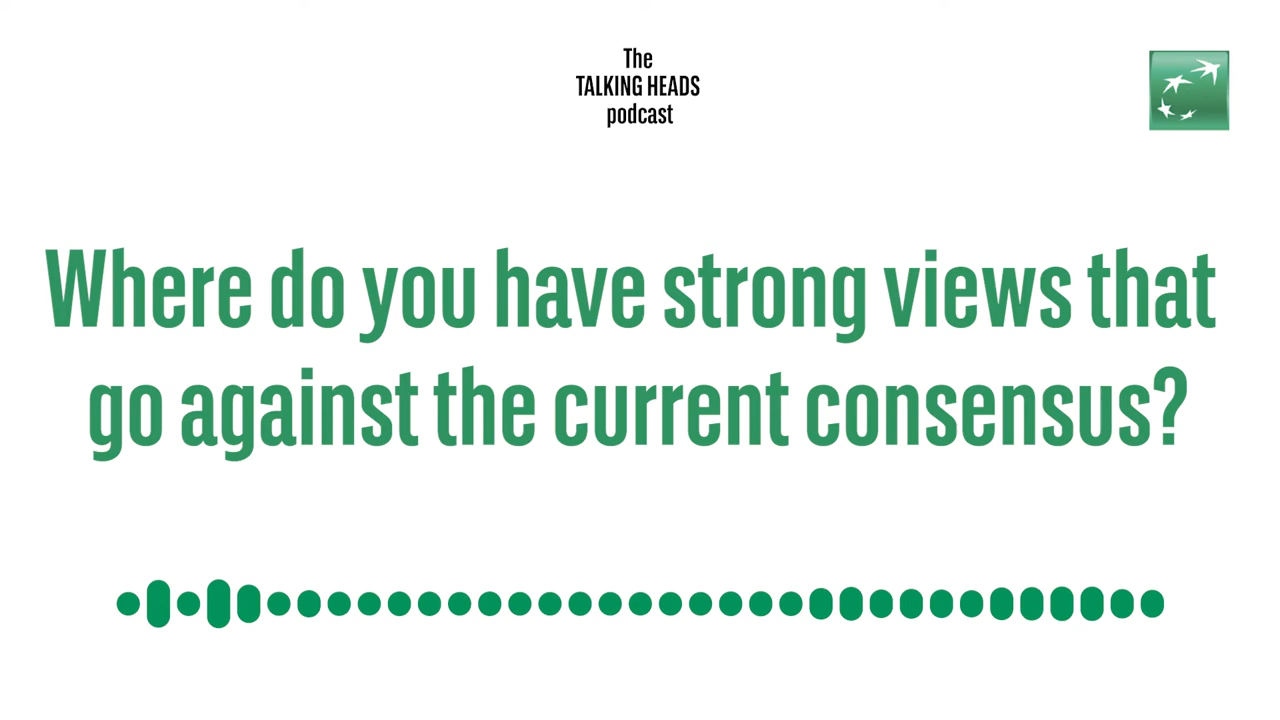 The
TALKING HEADS
podcast
Where do you have strong views that
go against the current consensus?